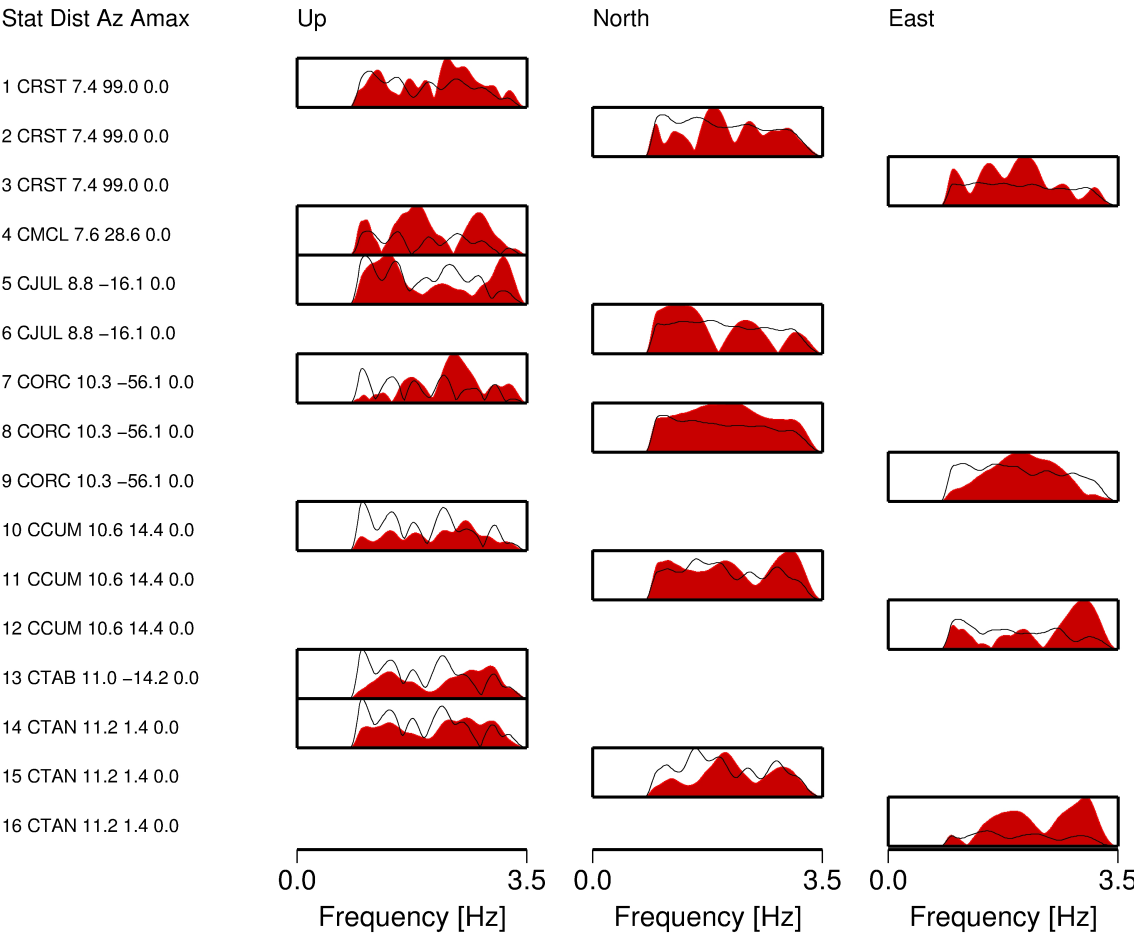 Stat Dist Az Amax Up North East
1 CRST 7.4 99.0 0.0
2 CRST 7.4 99.0 0.0
3 CRST 7.4 99.0 0.0
4 CMCL 7.6 28.6 0.0
5 CJUL 8.8 −16.1 0.0
6 CJUL 8.8 −16.1 0.0
7 CORC 10.3 −56.1 0.0
8 CORC 10.3 −56.1 0.0
9 CORC 10.3 −56.1 0.0
10 CCUM 10.6 14.4 0.0
11 CCUM 10.6 14.4 0.0
12 CCUM 10.6 14.4 0.0
13 CTAB 11.0 −14.2 0.0
14 CTAN 11.2 1.4 0.0
15 CTAN 11.2 1.4 0.0
16 CTAN 11.2 1.4 0.0
0.0 3.5 0.0 3.5 0.0 3.5
Frequency [Hz] Frequency [Hz] Frequency [Hz]